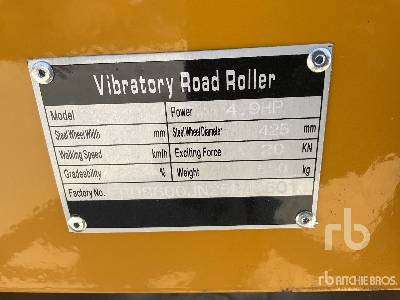 Vibratory Road Roller
Model Power 4.9HP
Steel Wheel Width mm Steel Wheel Diameter 425 mm
Walking Speed km/h Exciting Force 20 KN
Gradeability % Weight kg
Factory No.
rb
rb RITCHIE BROS.